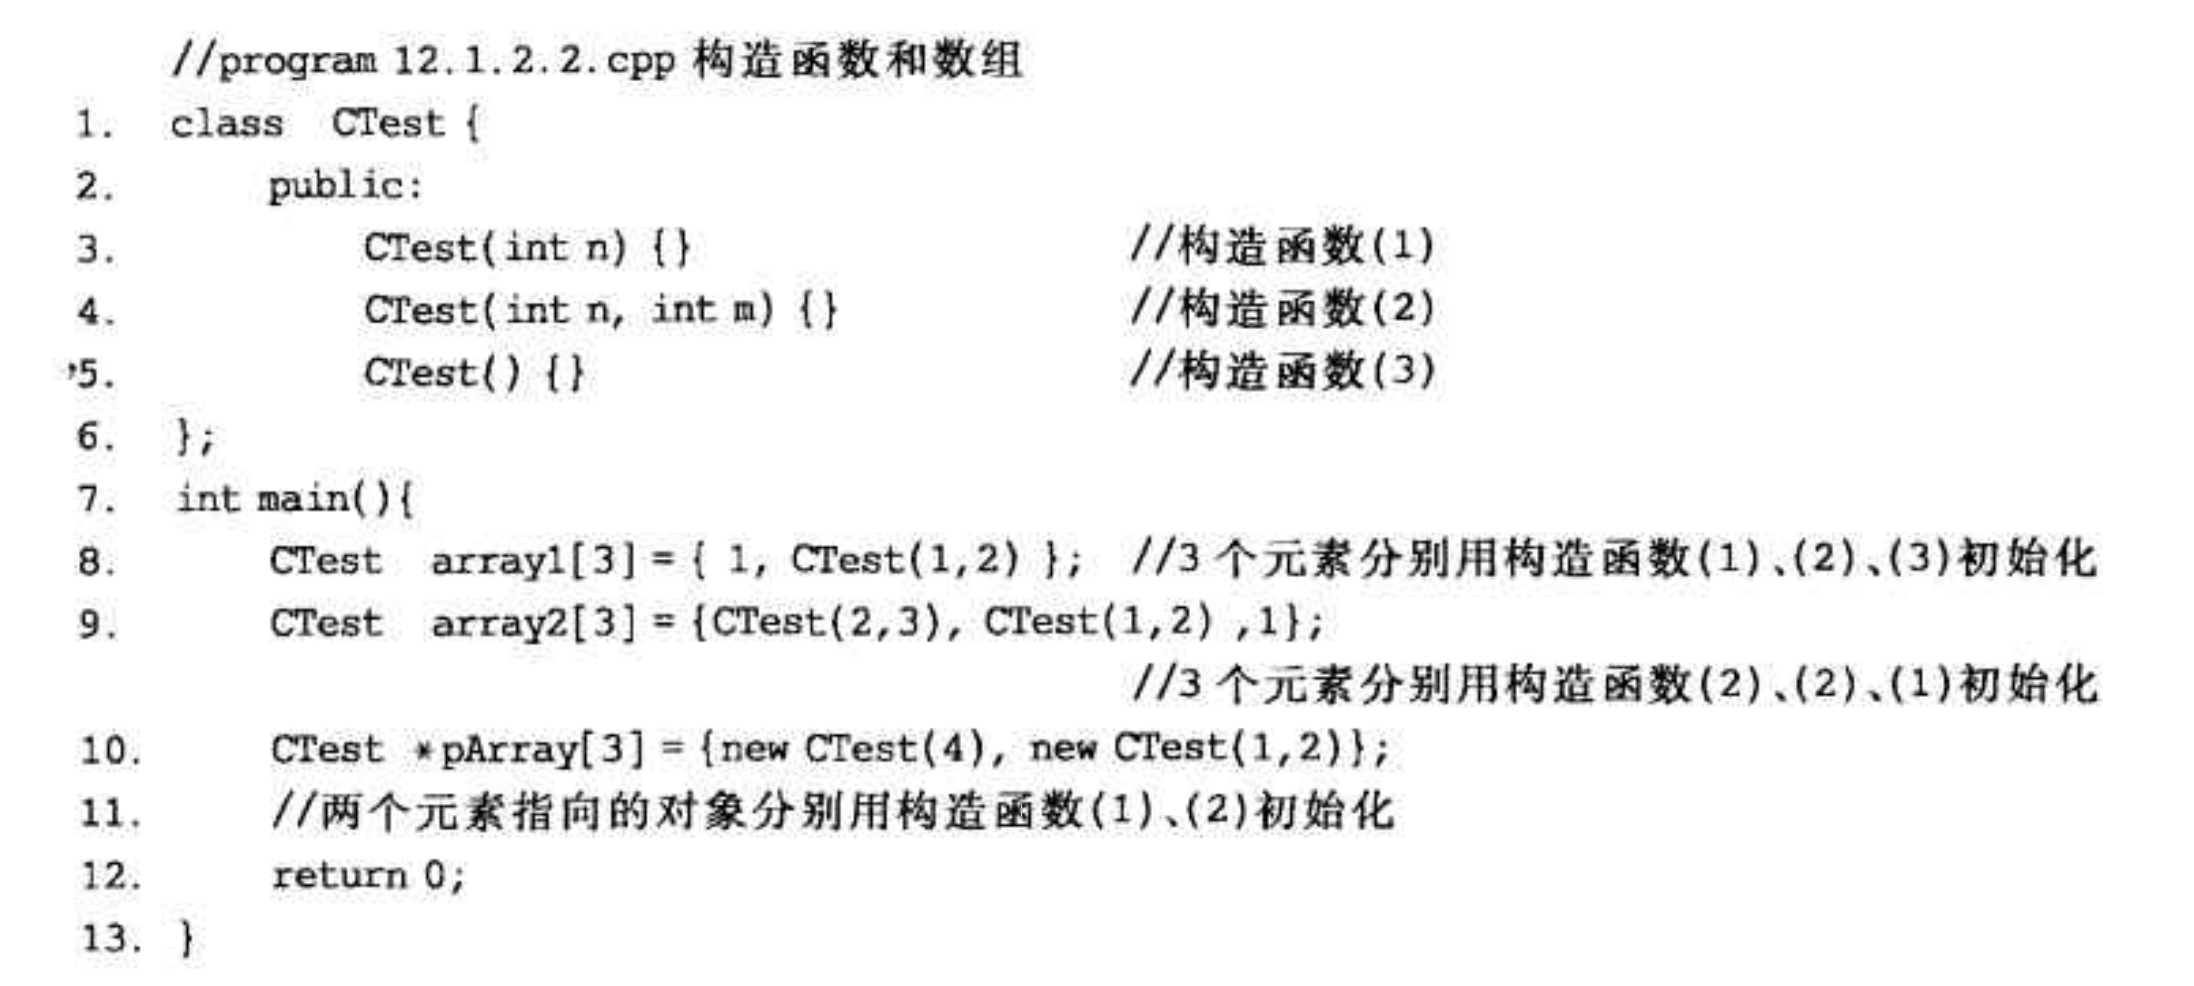 //program 12.1.2.2.cpp 构造函数和数组
1. class CTest {
2. public:
3. CTest(int n) {} //构造函数(1)
4. CTest(int n, int m) {} //构造函数(2)
5. CTest() {} //构造函数(3)
6. };
7. int main(){
8. CTest array1[3] = { 1, CTest(1,2) }; //3个元素分别用构造函数(1)、(2)、(3)初始化
9. CTest array2[3] = {CTest(2,3), CTest(1,2) ,1};
//3个元素分别用构造函数(2)、(2)、(1)初始化
10. CTest *pArray[3] = {new CTest(4), new CTest(1,2)};
11. //两个元素指向的对象分别用构造函数(1)、(2)初始化
12. return 0;
13. }